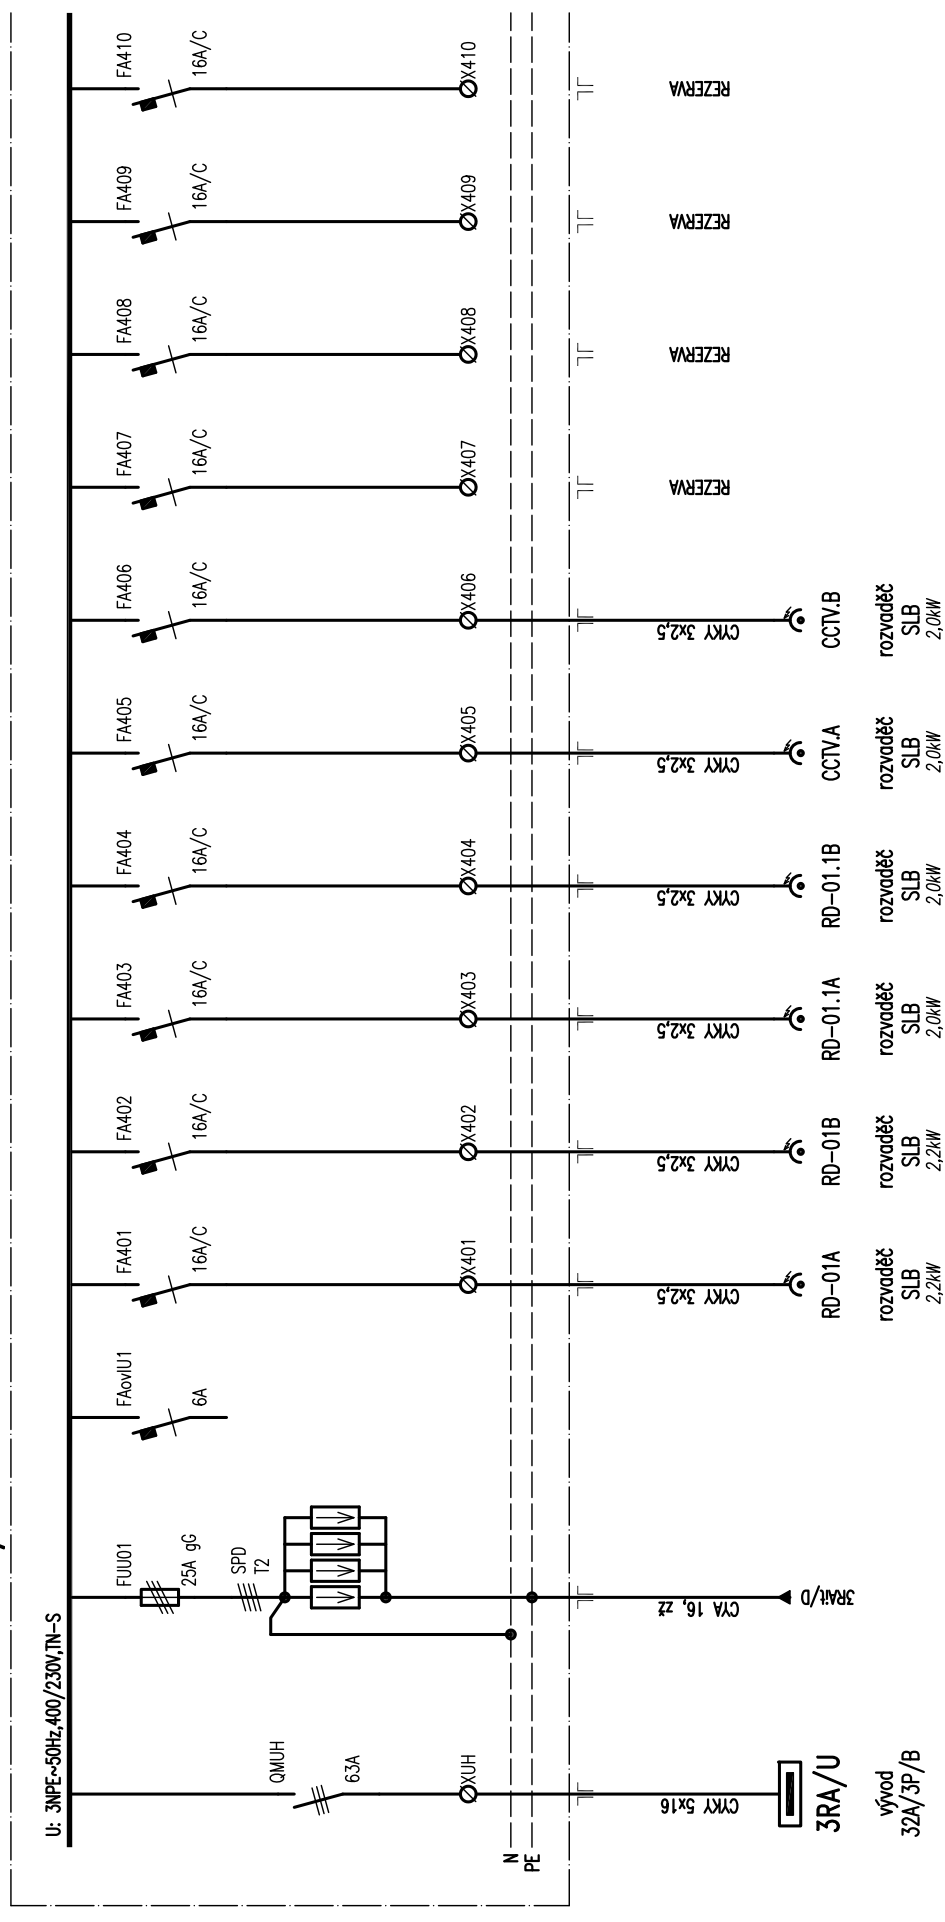 U: 3NPE~50Hz,400/230V,TN-S
QMUH
63A
XUH
CYKY 5x16
3RA/U
vývod
32A/3P/B
N
PE
FUU01
25A gG
SPD
T2
CYA 16, zž
3RAit/D
FAovlU1
6A
FA401
16A/C
X401
CYKY 3x2,5
RD-01A
rozvaděč
SLB
2,2kW
FA402
16A/C
X402
CYKY 3x2,5
RD-01B
rozvaděč
SLB
2,2kW
FA403
16A/C
X403
CYKY 3x2,5
RD-01.1A
rozvaděč
SLB
2,0kW
FA404
16A/C
X404
CYKY 3x2,5
RD-01.1B
rozvaděč
SLB
2,0kW
FA405
16A/C
X405
CYKY 3x2,5
CCTV.A
rozvaděč
SLB
2,0kW
FA406
16A/C
X406
CYKY 3x2,5
CCTV.B
rozvaděč
SLB
2,0kW
FA407
16A/C
X407
REZERVA
FA408
16A/C
X408
REZERVA
FA409
16A/C
X409
REZERVA
FA410
16A/C
X410
REZERVA